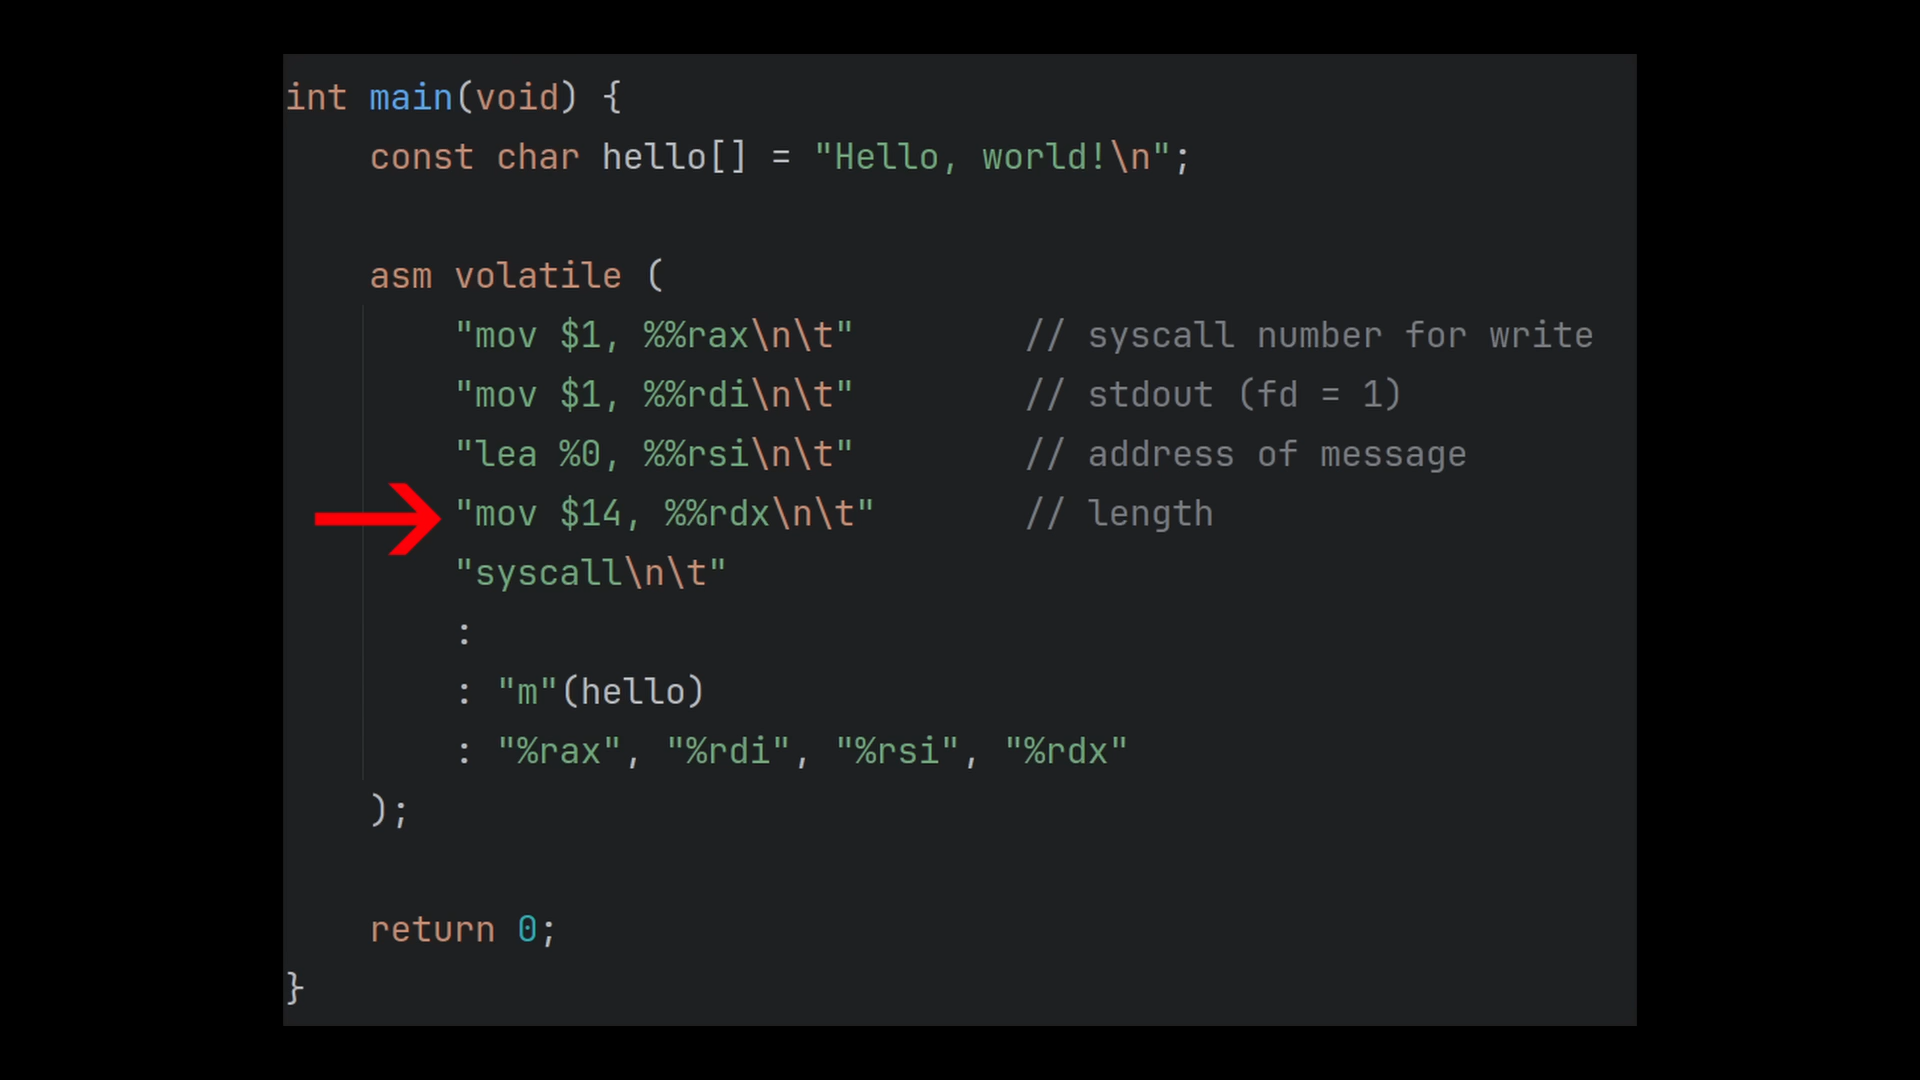 int main(void) {
    const char hello[] = "Hello, world!\n";

    asm volatile (
        "mov $1, %%rax\n\t"        // syscall number for write
        "mov $1, %%rdi\n\t"        // stdout (fd = 1)
        "lea %0, %%rsi\n\t"        // address of message
        "mov $14, %%rdx\n\t"       // length
        "syscall\n\t"
        :
        : "m"(hello)
        : "%rax", "%rdi", "%rsi", "%rdx"
    );

    return 0;
}